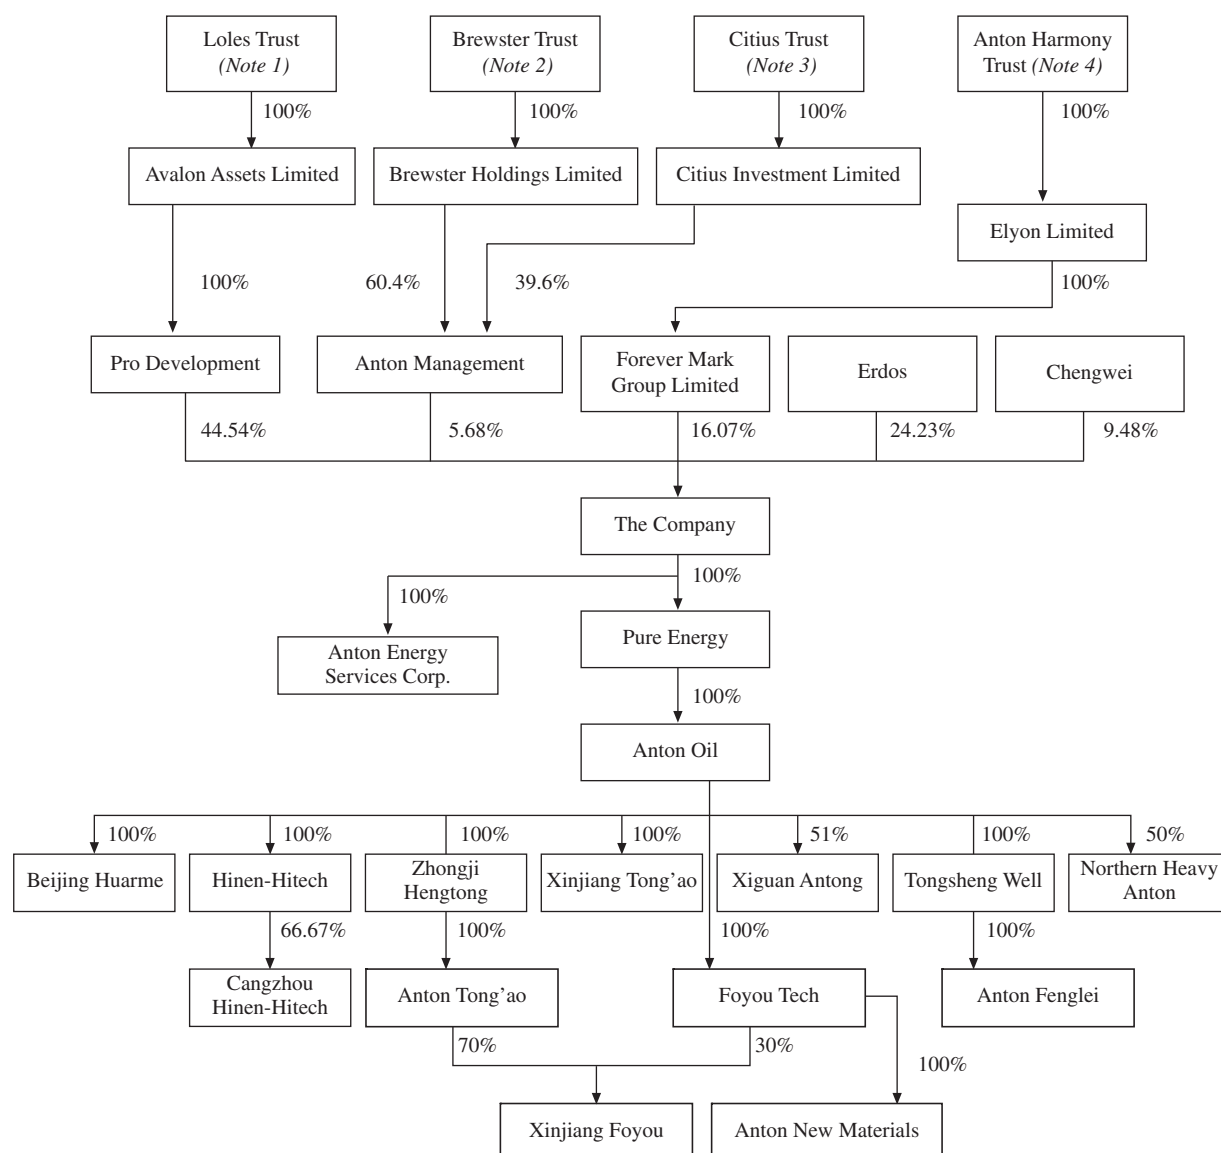 Loles Trust
(Note 1)
Brewster Trust
(Note 2)
Citius Trust
(Note 3)
Anton Harmony
Trust (Note 4)
100%
100%
100%
100%
Avalon Assets Limited
Brewster Holdings Limited
Citius Investment Limited
Elyon Limited
100%
60.4%
39.6%
100%
Pro Development
Anton Management
Forever Mark
Group Limited
Erdos
Chengwei
44.54%
5.68%
16.07%
24.23%
9.48%
The Company
100%
100%
Anton Energy
Services Corp.
Pure Energy
100%
Anton Oil
100%
100%
100%
100%
51%
100%
50%
Beijing Huarme
Hinen-Hitech
Zhongji
Hengtong
Xinjiang Tong’ao
Xiguan Antong
Tongsheng Well
Northern Heavy
Anton
66.67%
100%
100%
100%
Cangzhou
Hinen-Hitech
Anton Tong’ao
Foyou Tech
Anton Fenglei
70%
30%
100%
Xinjiang Foyou
Anton New Materials